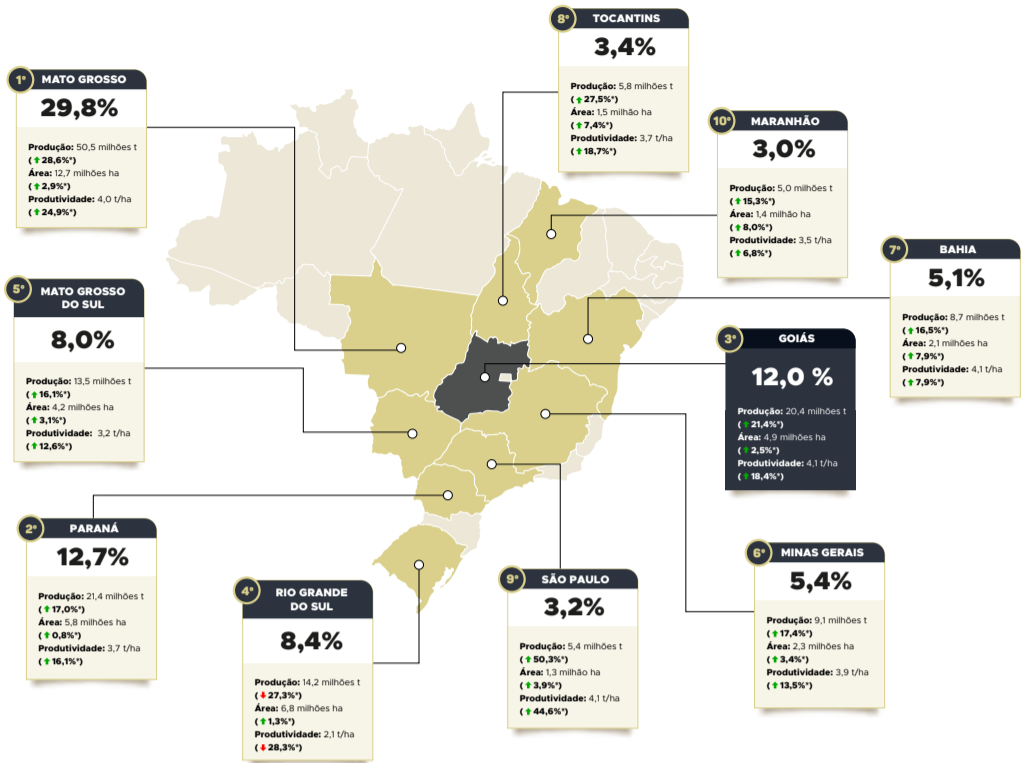 8º TOCANTINS
3,4%
Produção: 5,8 milhões t
(27,5%*)
Área: 1,5 milhão ha
(7,4%*)
Produtividade: 3,7 t/ha
(18,7%*)
1º MATO GROSSO
29,8%
Produção: 50,5 milhões t
(28,6%*)
Área: 12,7 milhões ha
(2,9%*)
Produtividade: 4,0 t/ha
(24,9%*)
10º MARANHÃO
3,0%
Produção: 5,0 milhões t
(15,3%*)
Área: 1,4 milhão ha
(8,0%*)
Produtividade: 3,5 t/ha
(6,8%*)
7º BAHIA
5,1%
Produção: 8,7 milhões t
(16,5%*)
Área: 2,1 milhões ha
(7,9%*)
Produtividade: 4,1 t/ha
(7,9%*)
5º MATO GROSSO
DO SUL
8,0%
Produção: 13,5 milhões t
(16,1%*)
Área: 4,2 milhões ha
(3,1%*)
Produtividade: 3,2 t/ha
(12,6%*)
3º GOIÁS
12,0 %
Produção: 20,4 milhões t
(21,4%*)
Área: 4,9 milhões ha
(2,5%*)
Produtividade: 4,1 t/ha
(18,4%*)
2º PARANÁ
12,7%
Produção: 21,4 milhões t
(17,0%*)
Área: 5,8 milhões ha
(0,8%*)
Produtividade: 3,7 t/ha
(16,1%*)
4º RIO GRANDE
DO SUL
8,4%
Produção: 14,2 milhões t
(27,3%*)
Área: 6,8 milhões ha
(1,3%*)
Produtividade: 2,1 t/ha
(28,3%*)
9º SÃO PAULO
3,2%
Produção: 5,4 milhões t
(50,3%*)
Área: 1,3 milhão ha
(3,9%*)
Produtividade: 4,1 t/ha
(44,6%*)
6º MINAS GERAIS
5,4%
Produção: 9,1 milhões t
(17,4%*)
Área: 2,3 milhões ha
(3,4%*)
Produtividade: 3,9 t/ha
(13,5%*)